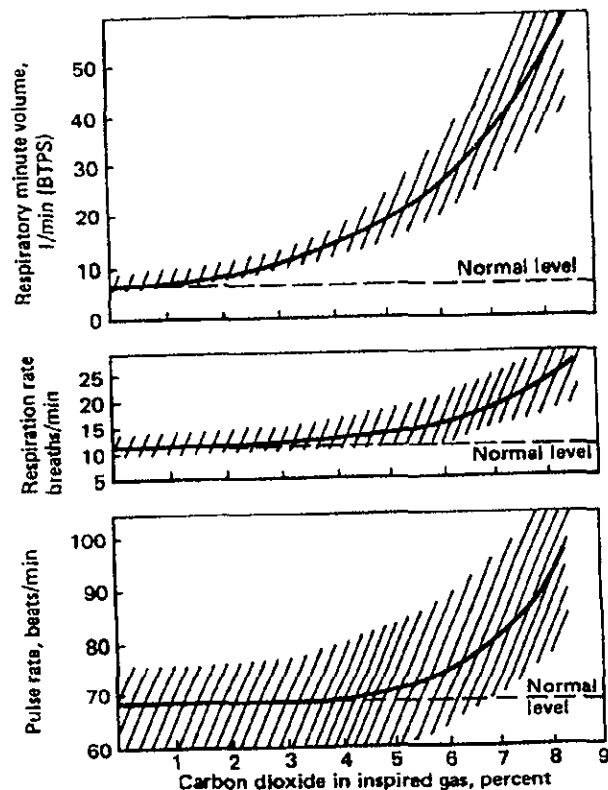 Respiratory minute volume,
l/min (BTPS)
50
40
30
20
10
0
Normal level
Respiration rate
breaths/min
25
20
15
10
5
Normal level
Pulse rate, beats/min
100
90
80
70
60
Normal
level
1 2 3 4 5 6 7 8 9
Carbon dioxide in inspired gas, percent